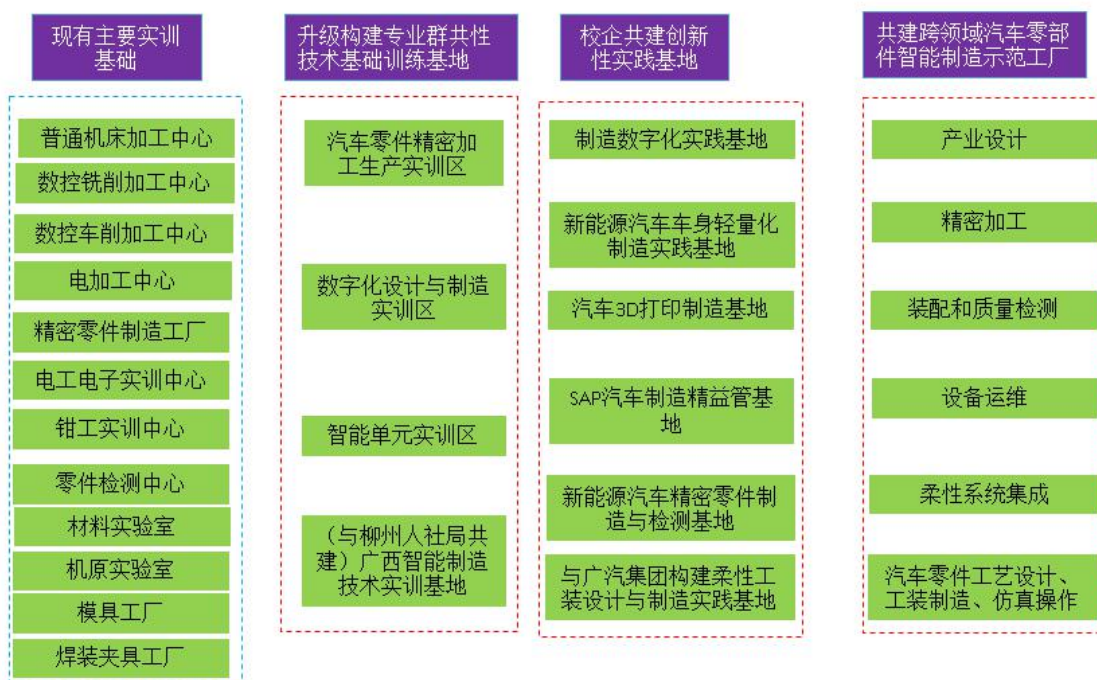 现有主要实训
基础
普通机床加工中心
数控铣削加工中心
数控车削加工中心
电加工中心
精密零件制造工厂
电工电子实训中心
钳工实训中心
零件检测中心
材料实验室
机原实验室
模具工厂
焊装夹具工厂
升级构建专业群共性
技术基础训练基地
汽车零件精密加
工生产实训区
数字化设计与制造
实训区
智能单元实训区
（与柳州人社局共
建）广西智能制造
技术实训基地
校企共建创新
性实践基地
制造数字化实践基地
新能源汽车车身轻量化
制造实践基地
汽车3D打印制造基地
SAP汽车制造精益管基
地
新能源汽车精密零件制
造与检测基地
与广汽集团构建柔性工
装设计与制造实践基地
共建跨领域汽车零部
件智能制造示范工厂
产业设计
精密加工
装配和质量检测
设备运维
柔性系统集成
汽车零件工艺设计、
工装制造、仿真操作